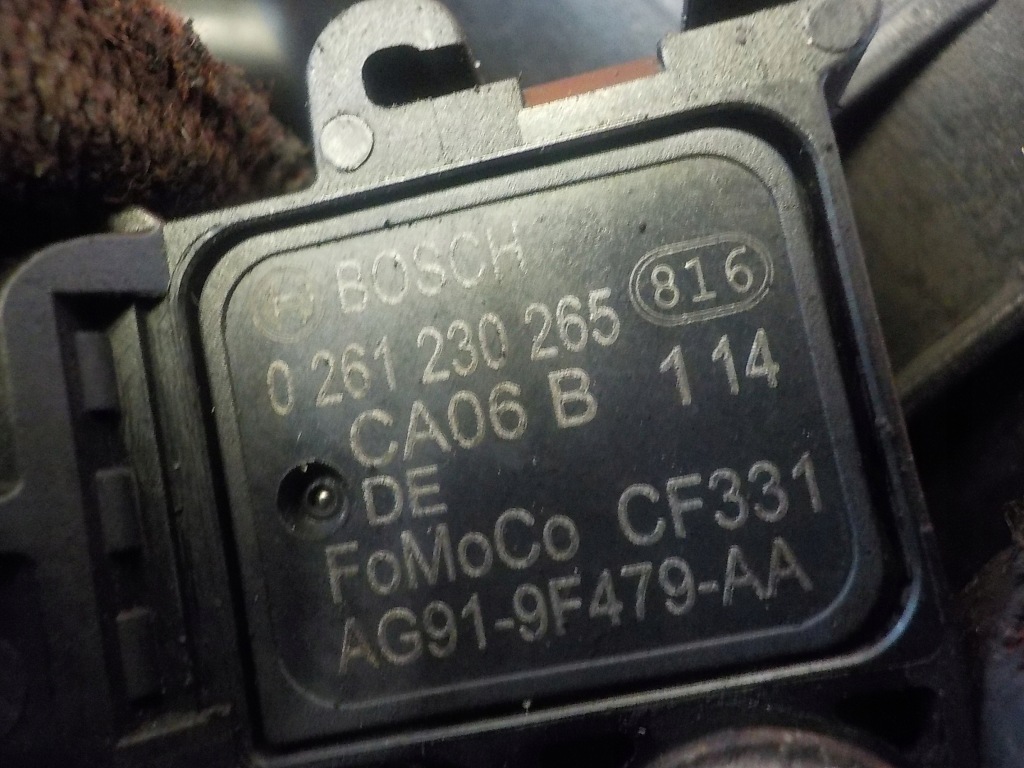 BOSCH
0 261 230 265 816
CA06 B 1 14
DE
FoMoCo CF331
AG91-9F479-AA